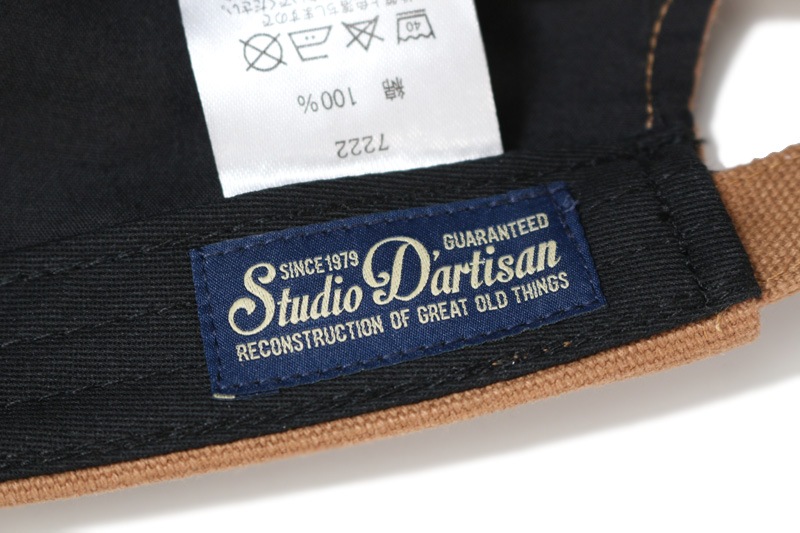 SINCE 1979
GUARANTEED
Studio D'artisan
RECONSTRUCTION OF GREAT OLD THINGS
7222
綿 100%
40